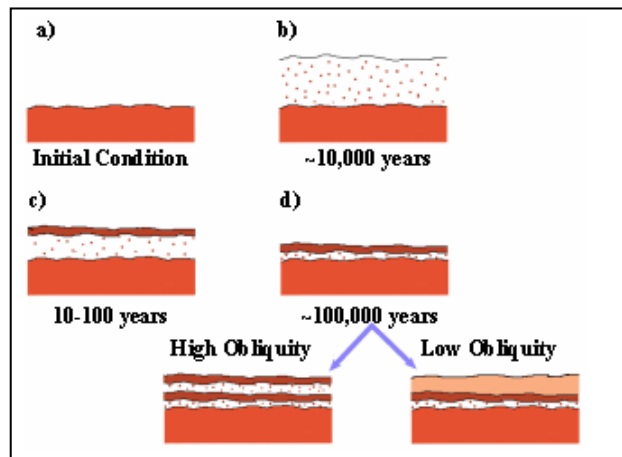 a)
b)
Initial Condition
~10,000 years
c)
d)
10-100 years
~100,000 years
High Obliquity
Low Obliquity